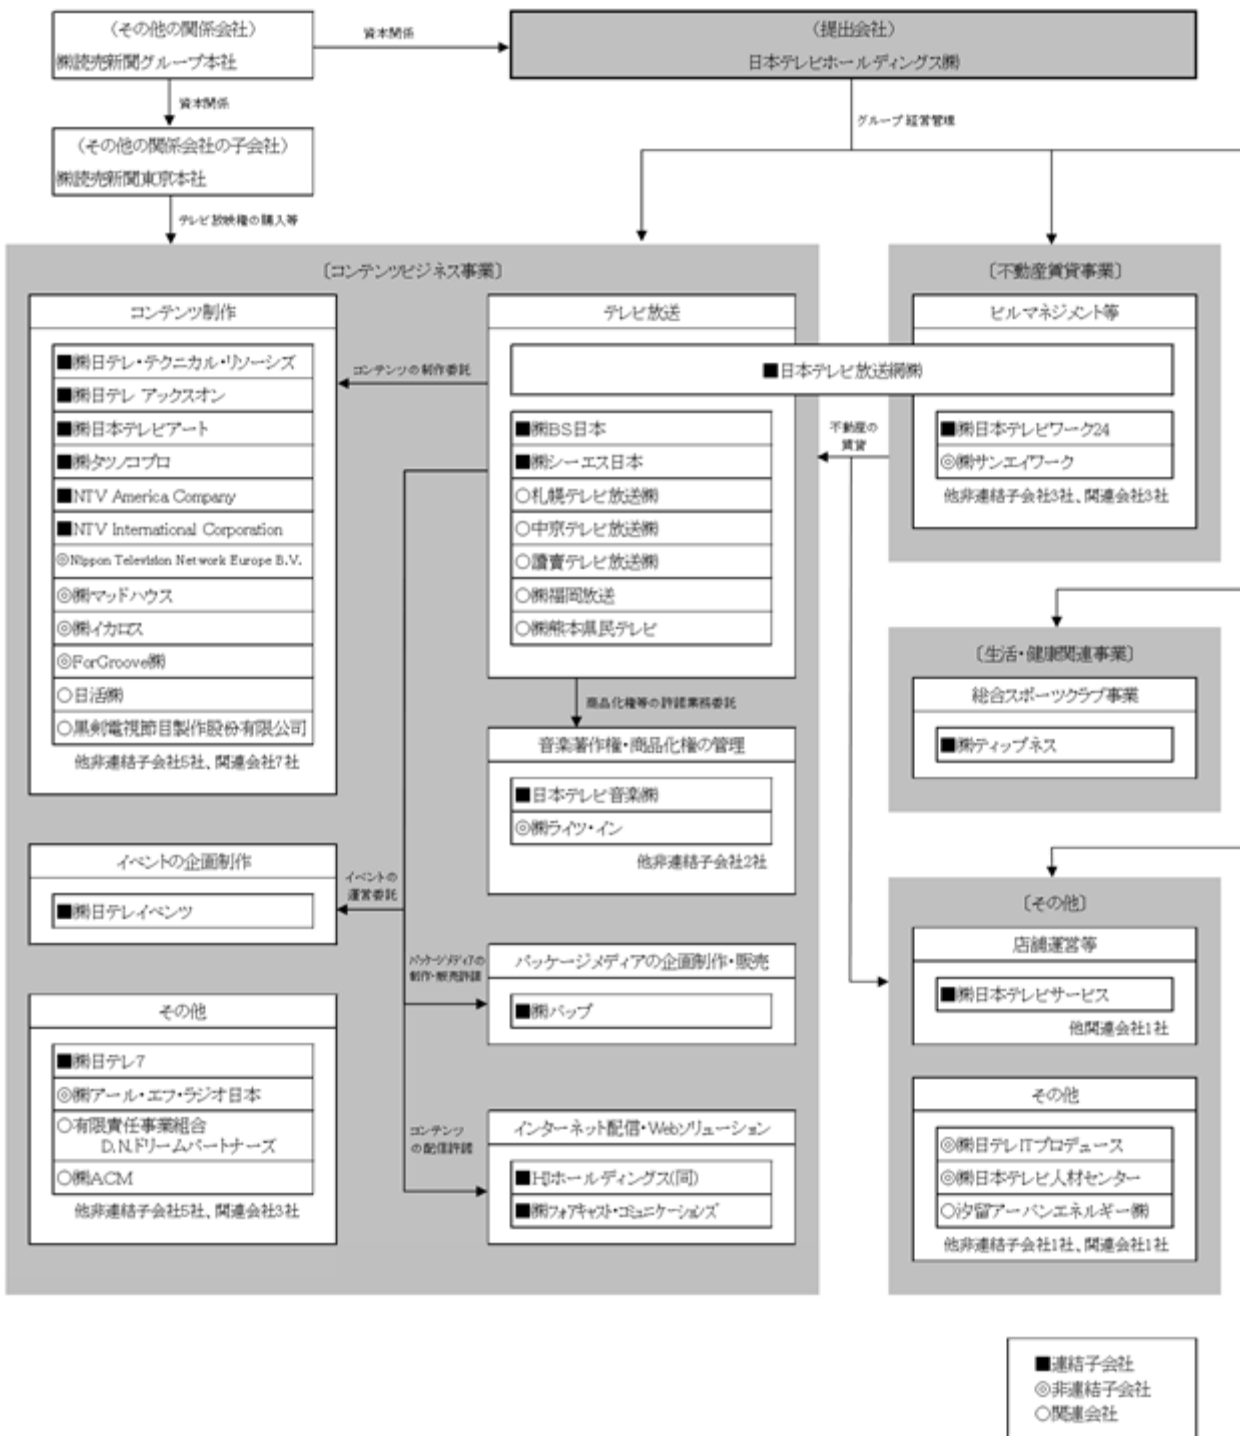 （その他の関係会社）
㈱読売新聞グループ本社
資本関係
（提出会社）
日本テレビホールディングス㈱
資本関係
グループ経営管理
（その他の関係会社の子会社）
㈱読売新聞東京本社
テレビ放映権の購入等
〔コンテンツビジネス事業〕
コンテンツ制作
■㈱日テレ・テクニカル・リソーシズ
■㈱日テレ アックスオン
■㈱日本テレビアート
■㈱タツノコプロ
■NTV America Company
■NTV International Corporation
◎Nippon Television Network Europe B.V.
◎㈱マッドハウス
◎㈱イカロス
◎ForGroove㈱
○日活㈱
○黒剣電視節目製作股份有限公司
他非連結子会社5社、関連会社7社
コンテンツの制作委託
テレビ放送
■日本テレビ放送網㈱
■㈱BS日本
■㈱シーエス日本
○札幌テレビ放送㈱
○中京テレビ放送㈱
○讀賣テレビ放送㈱
○㈱福岡放送
○㈱熊本県民テレビ
商品化権等の許諾業務委託
音楽著作権・商品化権の管理
■日本テレビ音楽㈱
◎㈱ライツ・イン
他非連結子会社2社
イベントの企画制作
■㈱日テレイベンツ
イベントの
運営委託
パッケージメディアの
制作・販売許諾
パッケージメディアの企画制作・販売
■㈱バップ
その他
■㈱日テレ7
◎㈱アール・エフ・ラジオ日本
○有限責任事業組合
D.N.ドリームパートナーズ
○㈱ACM
他非連結子会社5社、関連会社3社
コンテンツ
の配信許諾
インターネット配信・Webソリューション
■HJホールディングス(同)
■㈱フォアキャスト・コミュニケーションズ
〔不動産賃貸事業〕
ビルマネジメント等
■㈱日本テレビワーク24
◎㈱サンエイワーク
他非連結子会社3社、関連会社3社
不動産の
賃貸
〔生活・健康関連事業〕
総合スポーツクラブ事業
■㈱ティップネス
〔その他〕
店舗運営等
■㈱日本テレビサービス
他関連会社1社
その他
◎㈱日テレITプロデュース
◎㈱日本テレビ人材センター
○汐留アーバンエネルギー㈱
他非連結子会社1社、関連会社1社
■連結子会社
◎非連結子会社
○関連会社